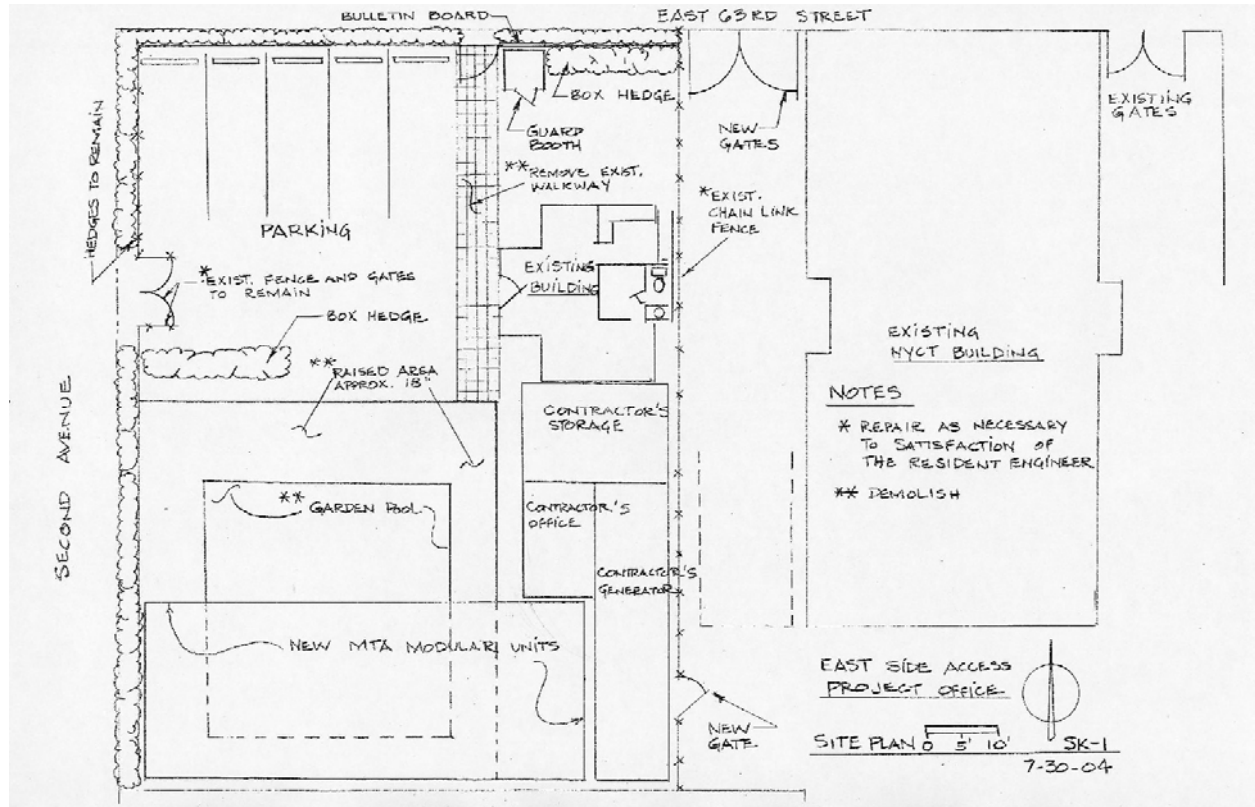 BULLETIN BOARD
EAST 63RD STREET
HEDGES TO REMAIN
BOX HEDGE
GUARD
BOOTH
NEW
GATES
EXISTING
GATES
** REMOVE EXIST.
WALKWAY
* EXIST.
CHAIN LINK
FENCE
PARKING
* EXIST. FENCE AND GATES
TO REMAIN
EXISTING
BUILDING
BOX HEDGE
EXISTING
NYCT BUILDING
** RAISED AREA
APPROX. 18"
SECOND AVENUE
CONTRACTOR'S
STORAGE
NOTES
* REPAIR AS NECESSARY
TO SATISFACTION OF
THE RESIDENT ENGINEER
** DEMOLISH
** GARDEN POOL
CONTRACTOR'S
OFFICE
CONTRACTOR'S
GENERATOR
NEW MTA MODULAR UNITS
NEW
GATE
EAST SIDE ACCESS
PROJECT OFFICE
SITE PLAN 0 5' 10'
SK-1
7-30-04